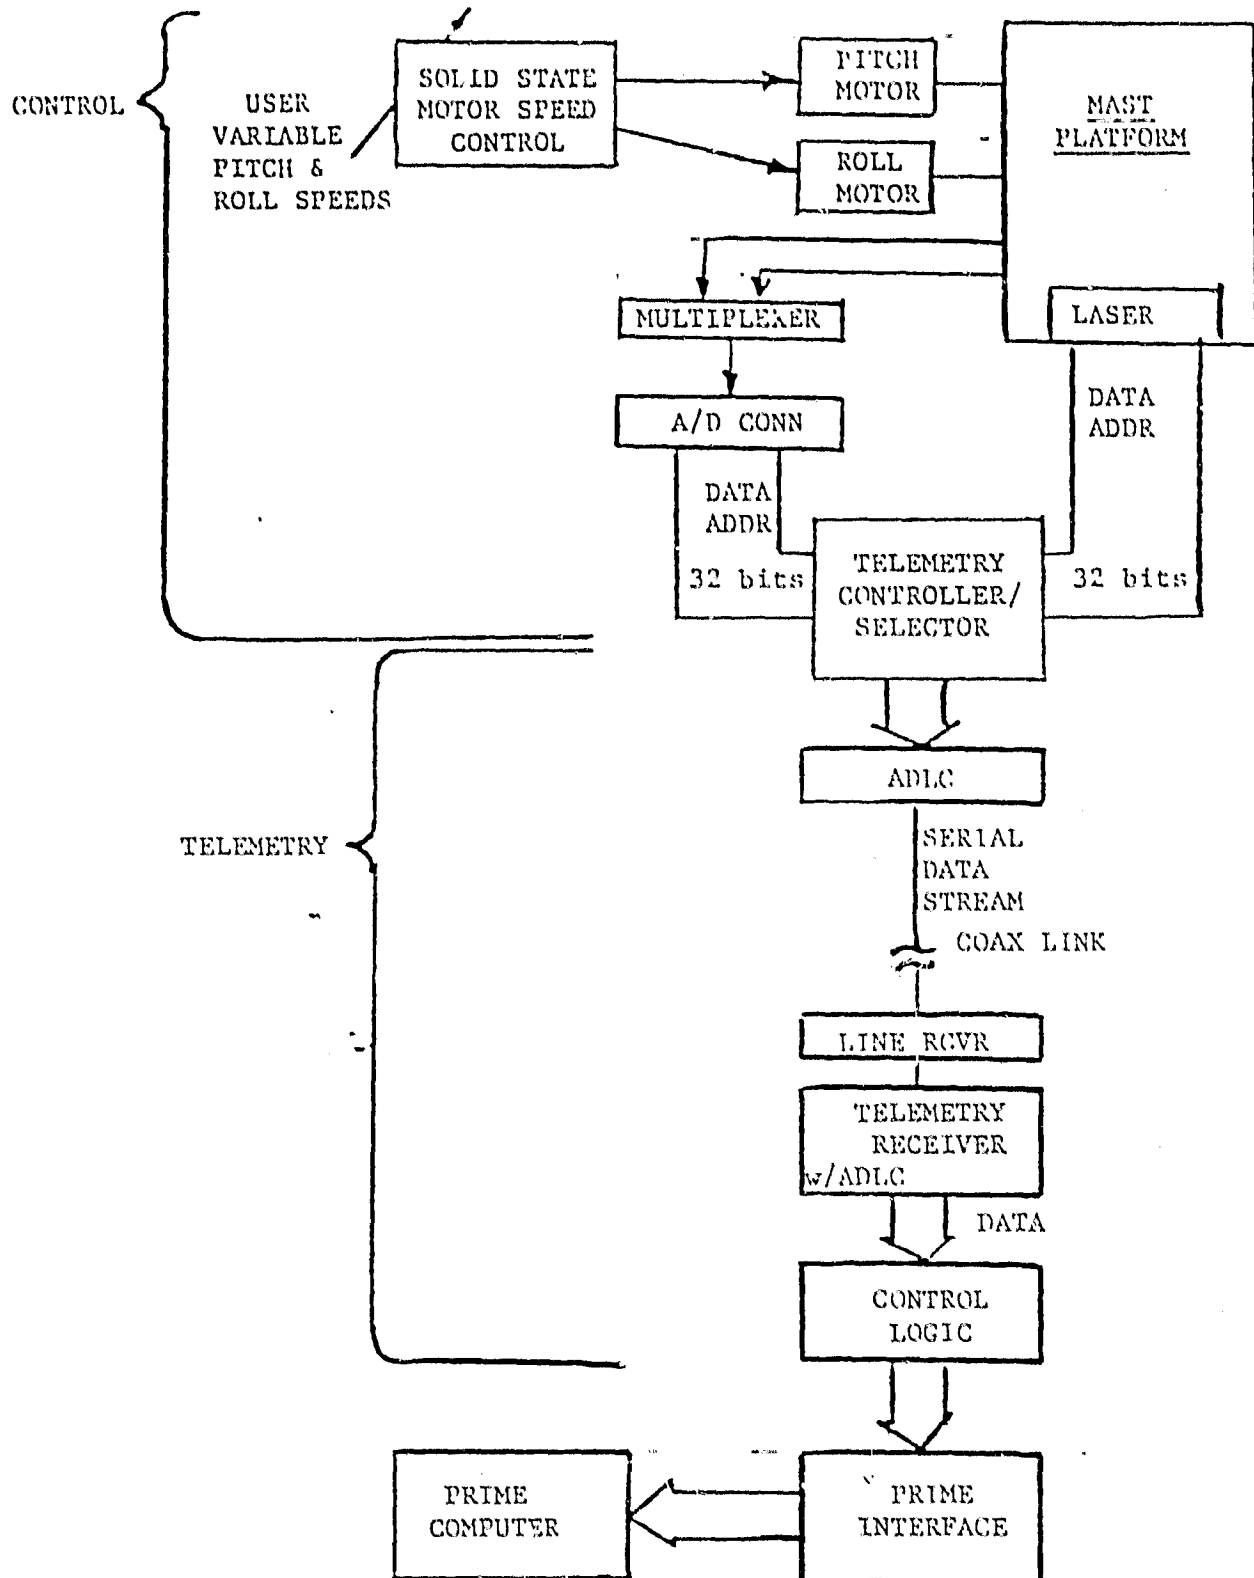 CONTROL
USER
VARIABLE
PITCH &
ROLL SPEEDS
SOLID STATE
MOTOR SPEED
CONTROL
PITCH
MOTOR
ROLL
MOTOR
MAST
PLATFORM
LASER
MULTIPLEXER
A/D CONN
DATA
ADDR
32 bits
DATA
ADDR
32 bits
TELEMETRY
CONTROLLER/
SELECTOR
ADLC
TELEMETRY
SERIAL
DATA
STREAM
COAX LINK
LINE RCVR
TELEMETRY
RECEIVER
w/ADLC
DATA
CONTROL
LOGIC
PRIME
INTERFACE
PRIME
COMPUTER